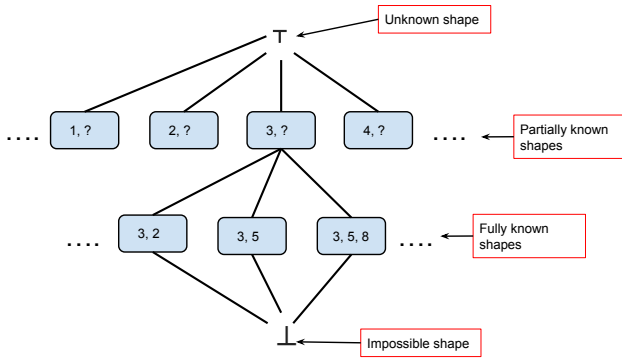 Unknown shape
⊤
.... 1, ? 2, ? 3, ? 4, ? ....
Partially known
shapes
.... 3, 2 3, 5 3, 5, 8 ....
Fully known
shapes
⊥
Impossible shape